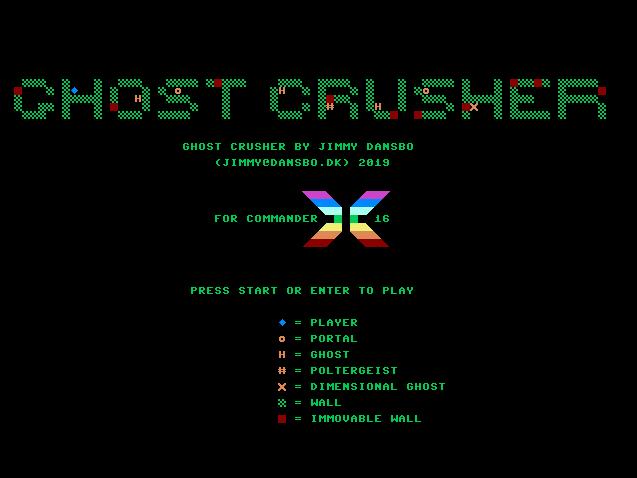 GHOST CRUSHER
GHOST CRUSHER BY JIMMY DANSBO
(JIMMY@DANSBO.DK) 2019
FOR COMMANDER X 16
PRESS START OR ENTER TO PLAY
= PLAYER
= PORTAL
H = GHOST
# = POLTERGEIST
= DIMENSIONAL GHOST
= WALL
= IMMOVABLE WALL